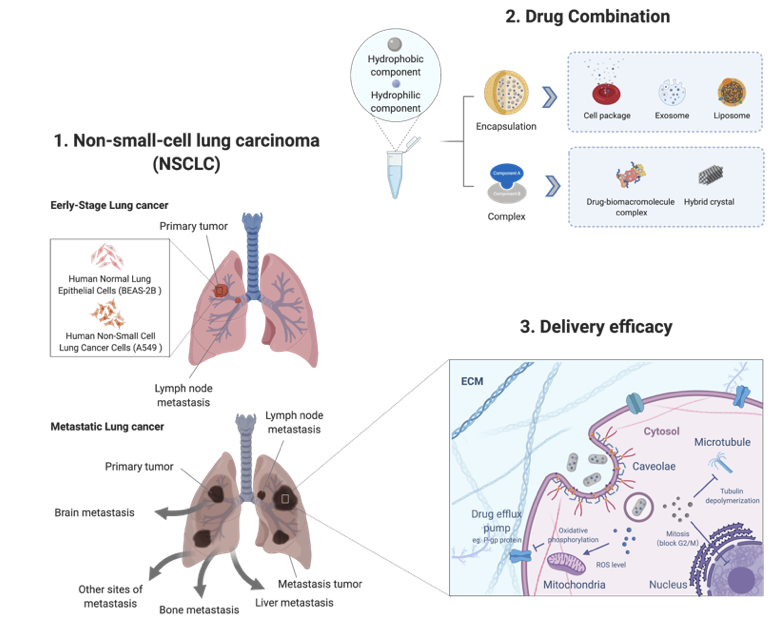 2. Drug Combination
Hydrophobic
component
Hydrophilic
component
Encapsulation
Cell package
Exosome
Liposome
Component A
Component B
Complex
Drug-biomacromolecule
complex
Hybrid crystal
1. Non-small-cell lung carcinoma
(NSCLC)
Eerly-Stage Lung cancer
Primary tumor
Human Normal Lung
Epithelial Cells (BEAS-2B )
Human Non-Small Cell
Lung Cancer Cells (A549 )
Lymph node
metastasis
Metastatic Lung cancer
Lymph node
metastasis
Primary tumor
Brain metastasis
Other sites of
metastasis
Bone metastasis
Liver metastasis
Metastasis tumor
3. Delivery efficacy
ECM
Cytosol
Microtubule
Caveolae
Tubulin
depolymerization
Drug efflux
pump
eg. P-gp protein
Oxidative
phosphorylation
Mitosis
(block G2/M)
ROS level
Mitochondria
Nucleus